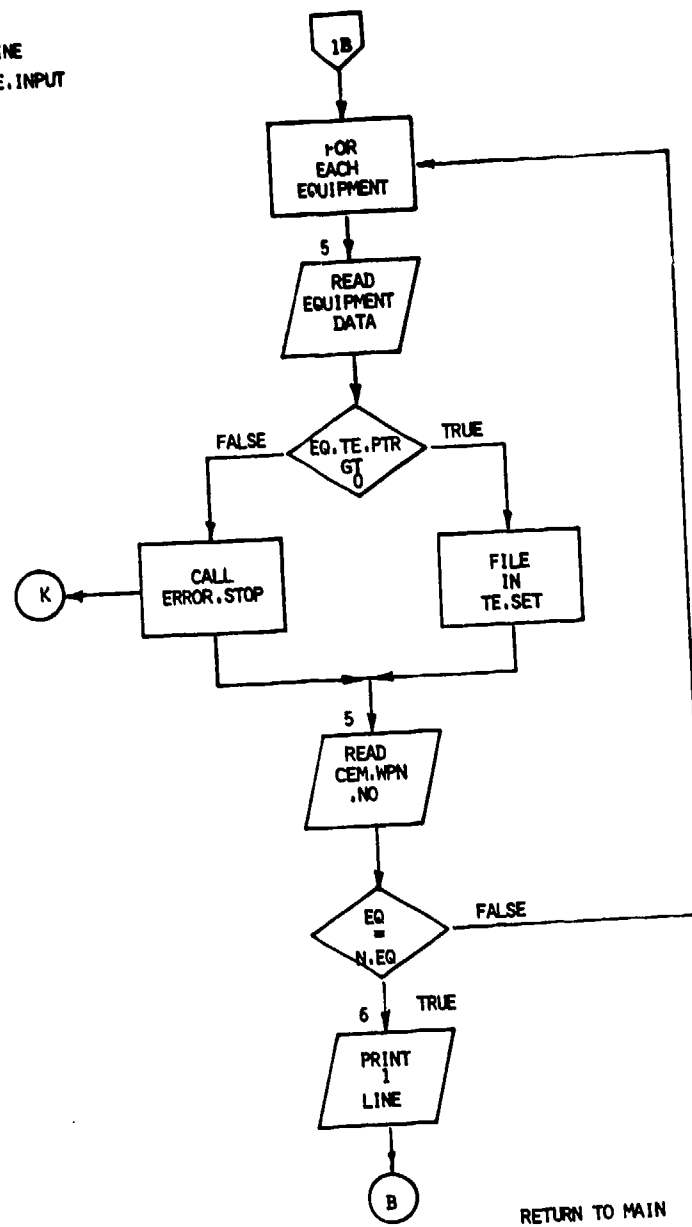 INE
E.INPUT
1B
FOR
EACH
EQUIPMENT
5
READ
EQUIPMENT
DATA
FALSE
EQ.TE.PTR
GT
0
TRUE
CALL
ERROR.STOP
K
FILE
IN
TE.SET
5
READ
CEM.WPN
.NO
EQ
=
N.EQ
FALSE
6
TRUE
PRINT
1
LINE
B
RETURN TO MAIN